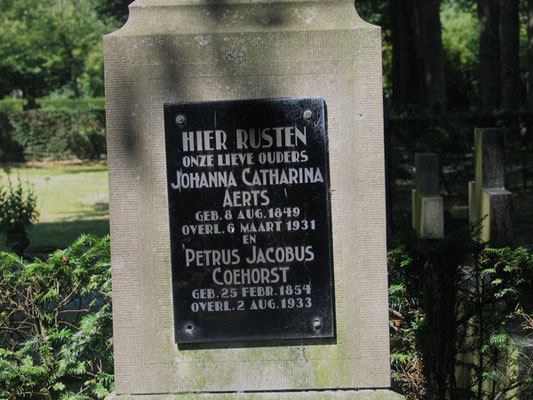 HIER RUSTEN
ONZE LIEVE OUDERS
JOHANNA CATHARINA
AERTS
GEB. 8 AUG. 1849
OVERL. 6 MAART 1931
EN
PETRUS JACOBUS
COEHORST
GEB. 25 FEBR. 1854
OVERL. 2 AUG. 1933